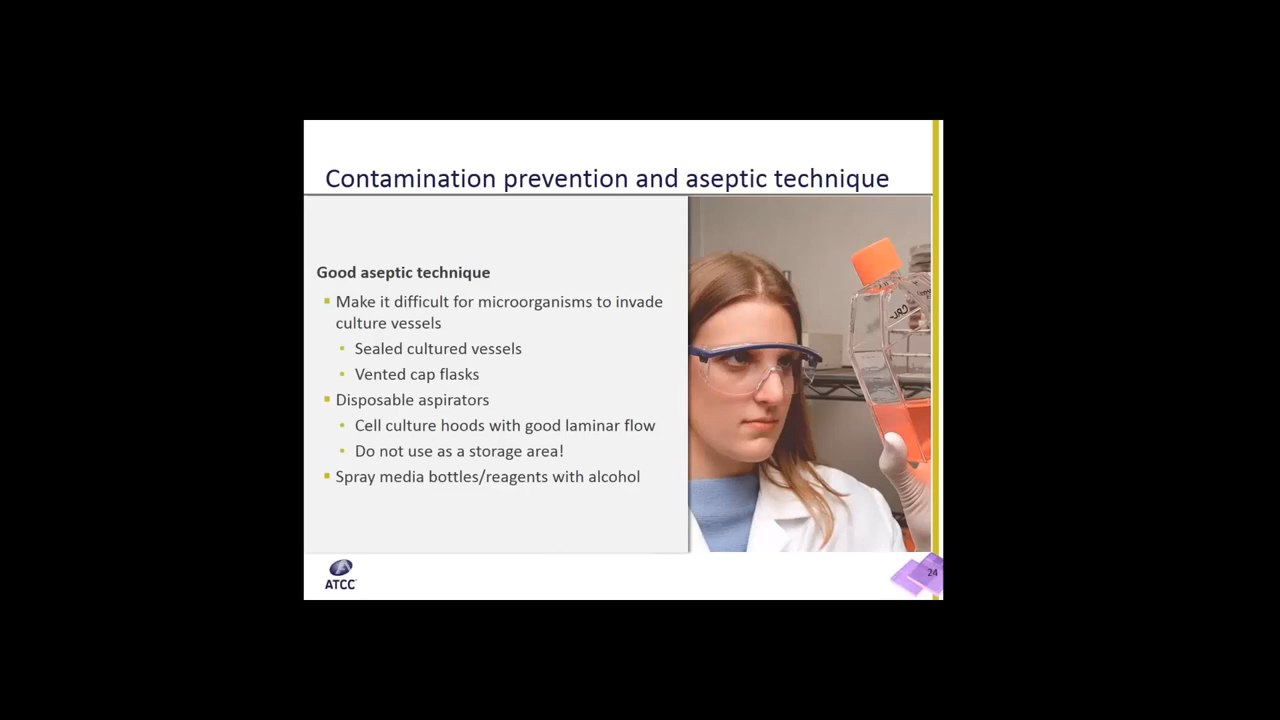 Contamination prevention and aseptic technique
Good aseptic technique
Make it difficult for microorganisms to invade
culture vessels
Sealed cultured vessels
Vented cap flasks
Disposable aspirators
Cell culture hoods with good laminar flow
Do not use as a storage area!
Spray media bottles/reagents with alcohol
ATCC
24